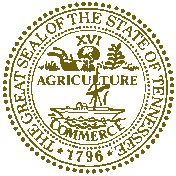 THE GREAT SEAL OF THE STATE OF TENNESSEE
XVI
AGRICULTURE
COMMERCE
1796